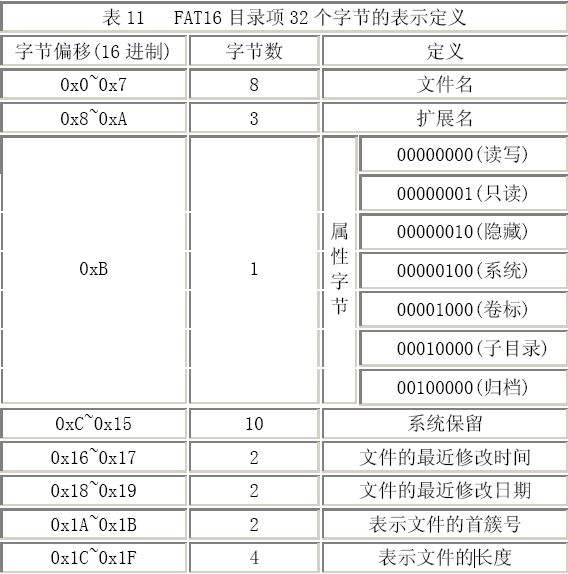 表 11 FAT16 目录项 32 个字节的表示定义
字节偏移(16 进制) 字节数 定义
0x0~0x7 8 文件名
0x8~0xA 3 扩展名
0xB 1 属性字节 00000000(读写)
00000001(只读)
00000010(隐藏)
00000100(系统)
00001000(卷标)
00010000(子目录)
00100000(归档)
0xC~0x15 10 系统保留
0x16~0x17 2 文件的最近修改时间
0x18~0x19 2 文件的最近修改日期
0x1A~0x1B 2 表示文件的首簇号
0x1C~0x1F 4 表示文件的长度